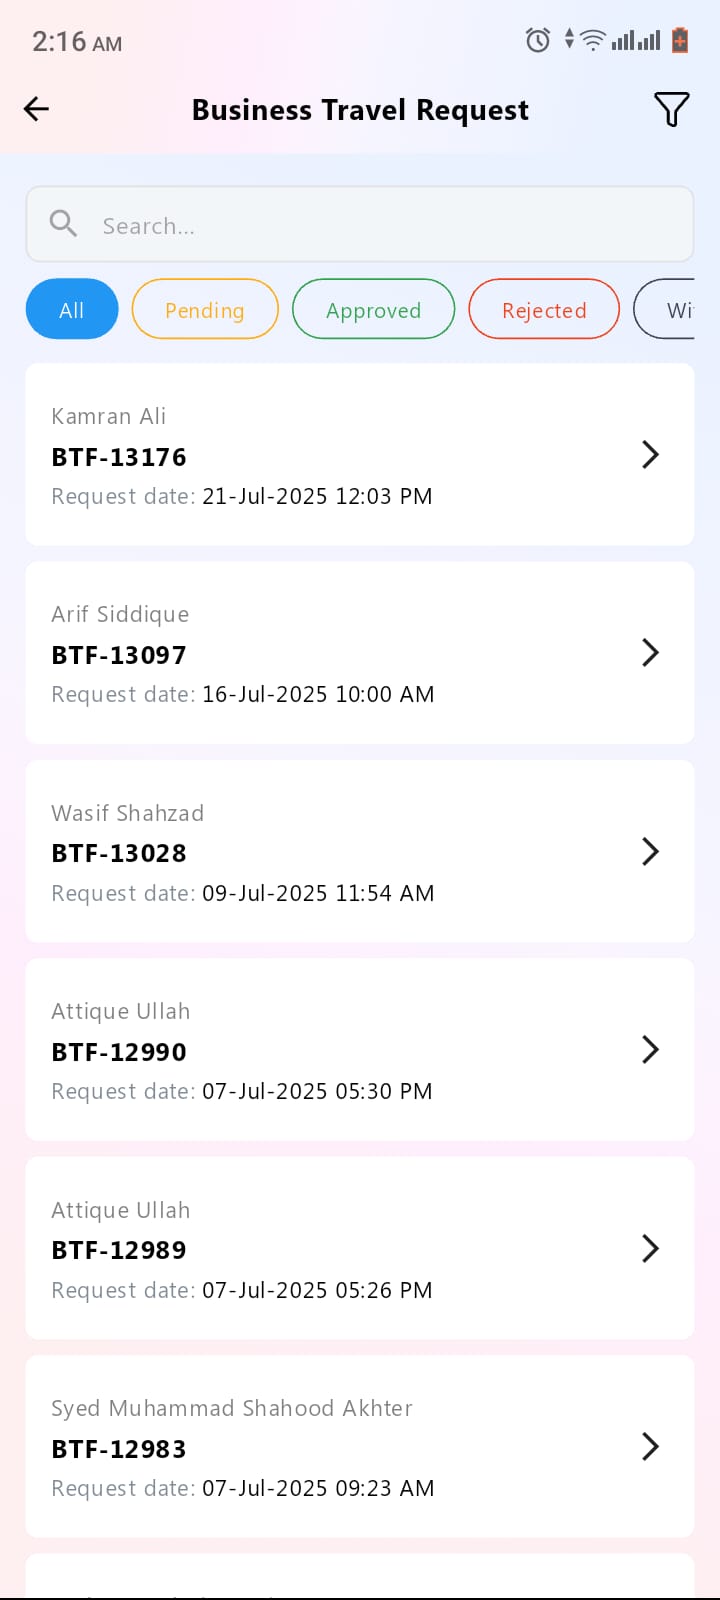 2:16 AM
Business Travel Request
Search...
All
Pending
Approved
Rejected
Kamran Ali
BTF-13176
Request date: 21-Jul-2025 12:03 PM
Arif Siddique
BTF-13097
Request date: 16-Jul-2025 10:00 AM
Wasif Shahzad
BTF-13028
Request date: 09-Jul-2025 11:54 AM
Attique Ullah
BTF-12990
Request date: 07-Jul-2025 05:30 PM
Attique Ullah
BTF-12989
Request date: 07-Jul-2025 05:26 PM
Syed Muhammad Shahood Akhter
BTF-12983
Request date: 07-Jul-2025 09:23 AM